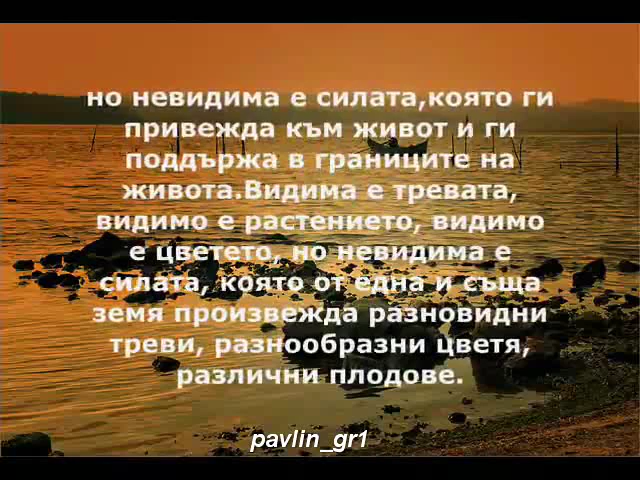 но невидима е силата,която ги
привежда към живот и ги
поддържа в границите на
живота.Видима е тревата,
видимо е растението, видимо
е цветето, но невидима е
силата, която от една и съща
земя произвежда разновидни
треви, разнообразни цветя,
различни плодове.
pavlin_gr1